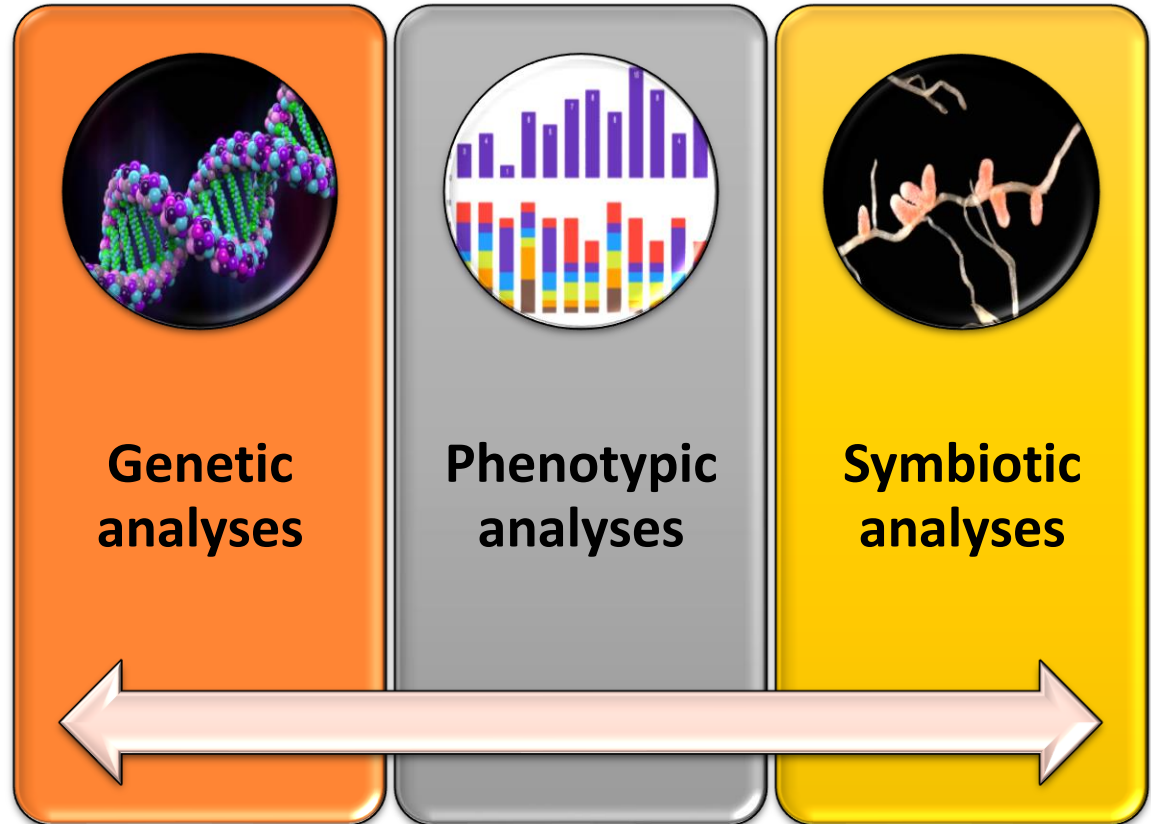 Genetic
analyses
Phenotypic
analyses
Symbiotic
analyses